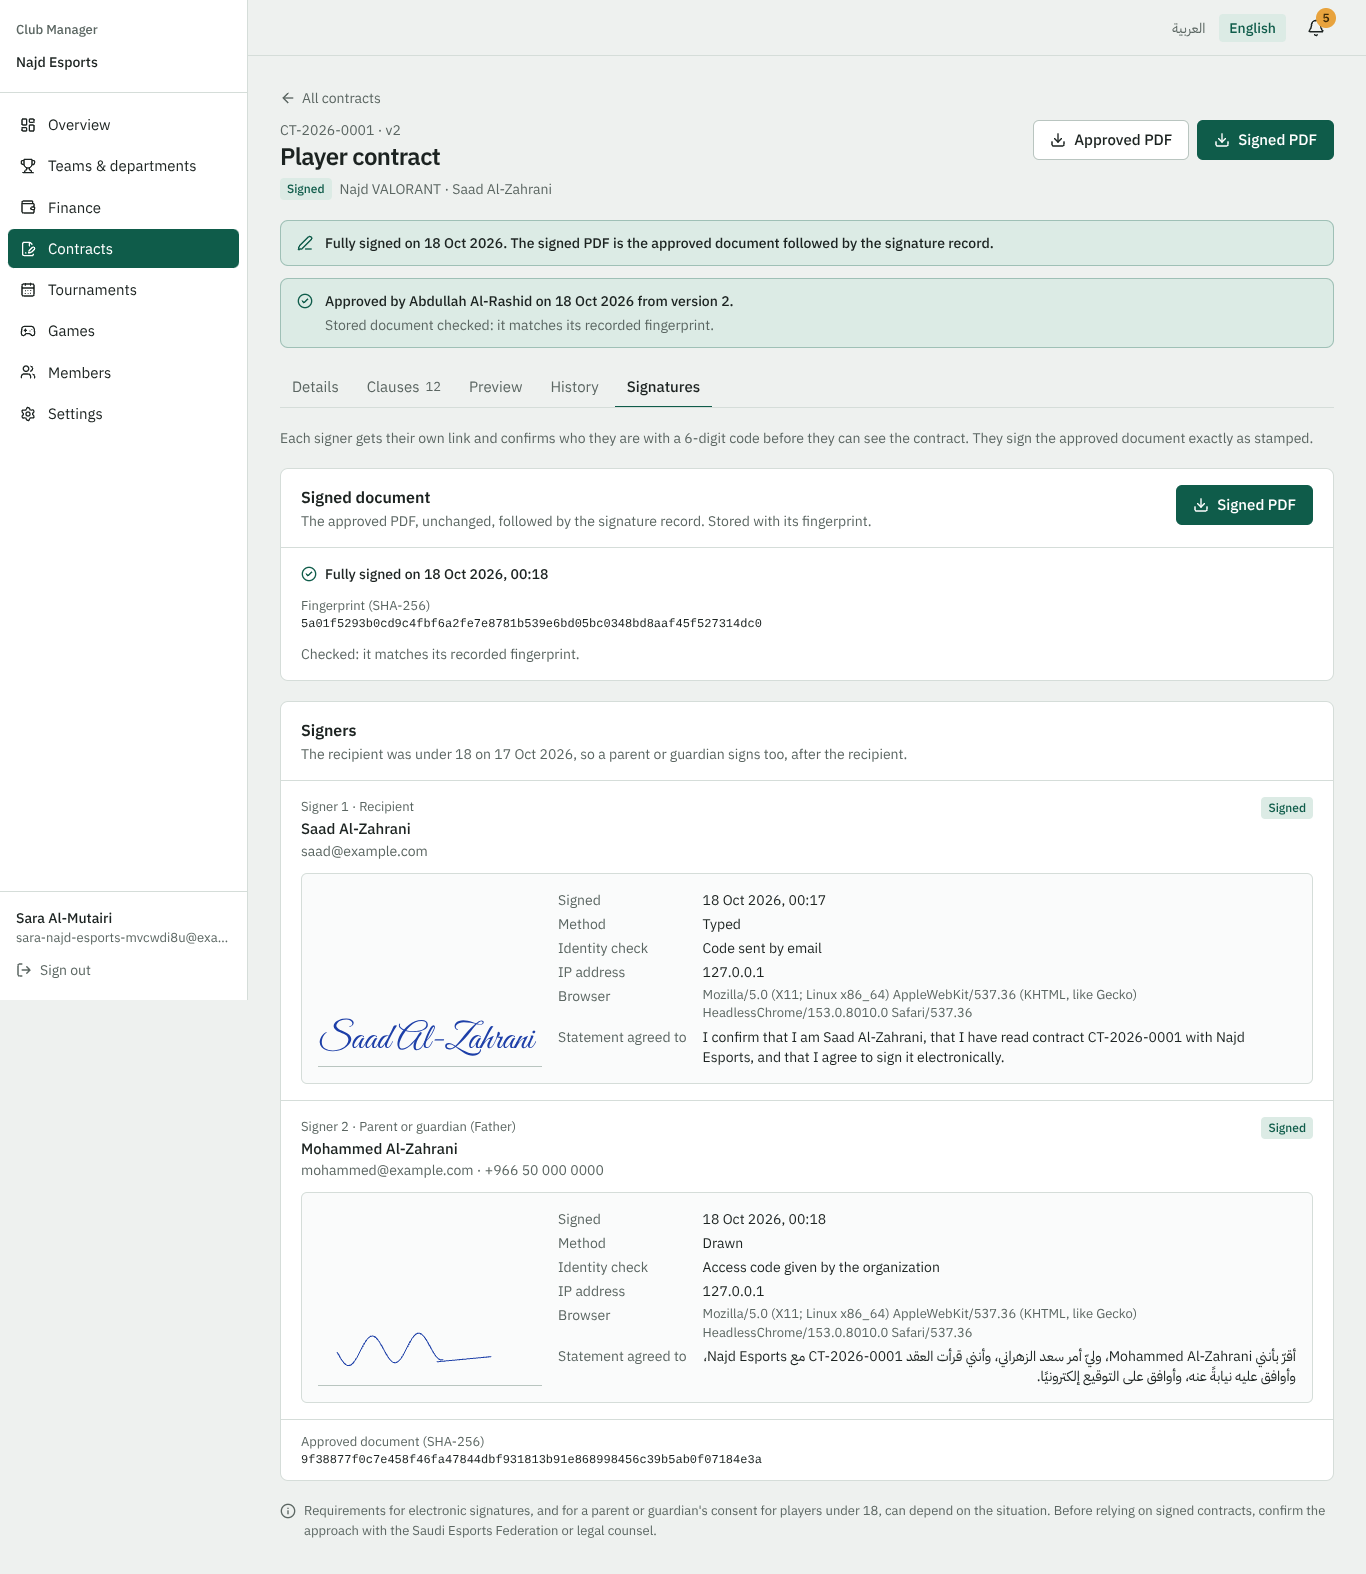 Club Manager
Najd Esports
Overview
Teams & departments
Finance
Contracts
Tournaments
Games
Members
Settings
Sara Al-Mutairi
sara-najd-esports-mvcwdi8u@exa...
Sign out
العربية
English
5
All contracts
CT-2026-0001 · v2
Player contract
Signed Najd VALORANT · Saad Al-Zahrani
Approved PDF
Signed PDF
Fully signed on 18 Oct 2026. The signed PDF is the approved document followed by the signature record.
Approved by Abdullah Al-Rashid on 18 Oct 2026 from version 2.
Stored document checked: it matches its recorded fingerprint.
Details Clauses 12 Preview History Signatures
Each signer gets their own link and confirms who they are with a 6-digit code before they can see the contract. They sign the approved document exactly as stamped.
Signed document
The approved PDF, unchanged, followed by the signature record. Stored with its fingerprint.
Signed PDF
Fully signed on 18 Oct 2026, 00:18
Fingerprint (SHA-256)
5a01f5293b0cd9c4fbf6a2fe7e8781b539e6bd05bc0348bd8aaf45f527314dc0
Checked: it matches its recorded fingerprint.
Signers
The recipient was under 18 on 17 Oct 2026, so a parent or guardian signs too, after the recipient.
Signer 1 · Recipient
Signed
Saad Al-Zahrani
saad@example.com
Saad Al-Zahrani
Signed 18 Oct 2026, 00:17
Method Typed
Identity check Code sent by email
IP address 127.0.0.1
Browser Mozilla/5.0 (X11; Linux x86_64) AppleWebKit/537.36 (KHTML, like Gecko)
HeadlessChrome/153.0.8010.0 Safari/537.36
Statement agreed to I confirm that I am Saad Al-Zahrani, that I have read contract CT-2026-0001 with Najd
Esports, and that I agree to sign it electronically.
Signer 2 · Parent or guardian (Father)
Signed
Mohammed Al-Zahrani
mohammed@example.com · +966 50 000 0000
Signed 18 Oct 2026, 00:18
Method Drawn
Identity check Access code given by the organization
IP address 127.0.0.1
Browser Mozilla/5.0 (X11; Linux x86_64) AppleWebKit/537.36 (KHTML, like Gecko)
HeadlessChrome/153.0.8010.0 Safari/537.36
Statement agreed to أقرّ بأنني Mohammed Al-Zahrani، وليّ أمر سعد الزهراني، وأنني قرأت العقد CT-2026-0001 مع Najd Esports،
وأوافق عليه نيابةً عنه، وأوافق على التوقيع إلكترونيًا.
Approved document (SHA-256)
9f38877f0c7e458f46fa47844dbf931813b91e868998456c39b5ab0f07184e3a
Requirements for electronic signatures, and for a parent or guardian's consent for players under 18, can depend on the situation. Before relying on signed contracts, confirm the
approach with the Saudi Esports Federation or legal counsel.